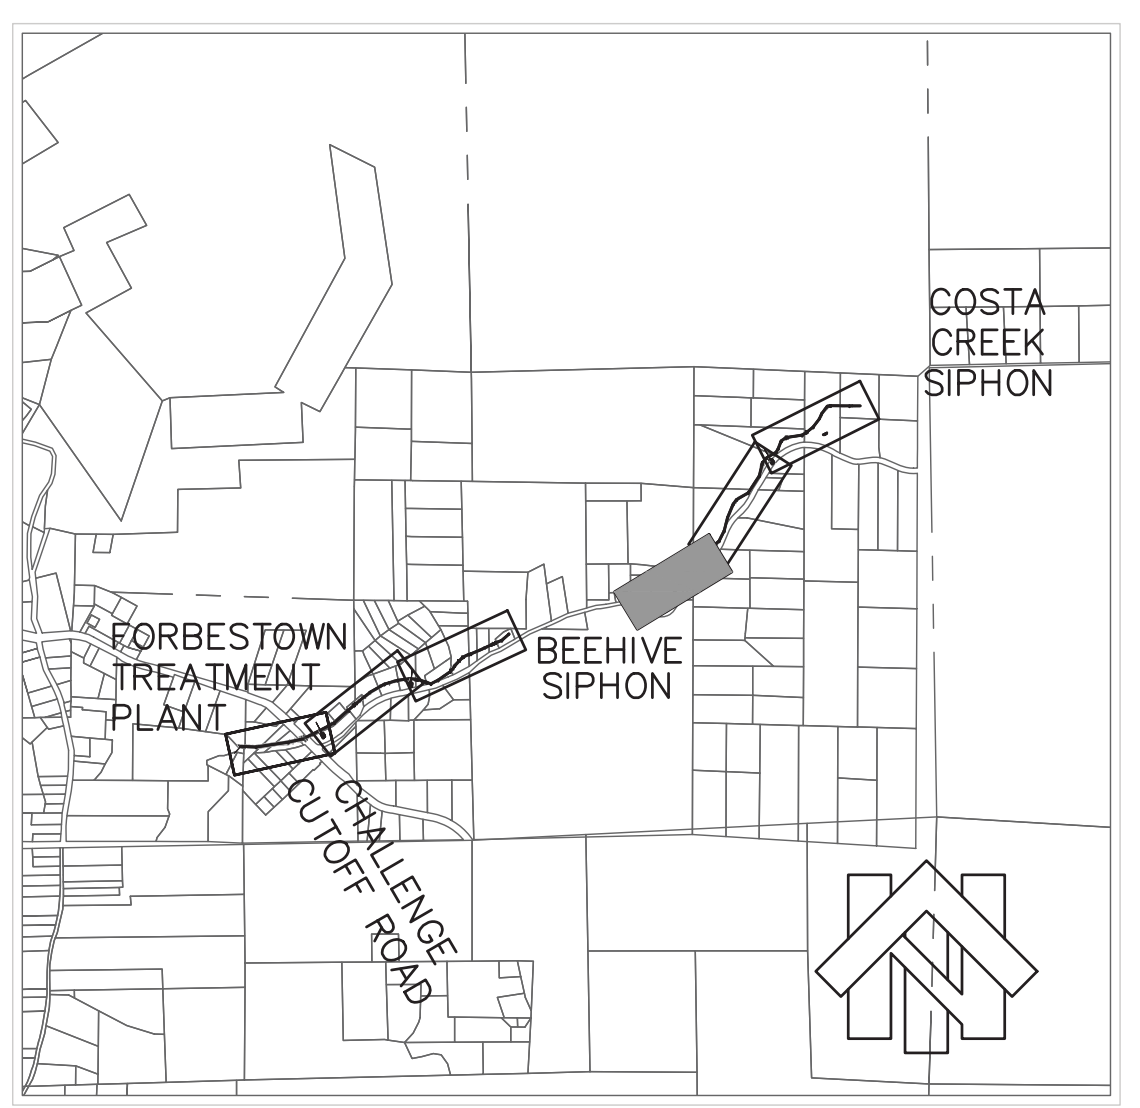 COSTA
CREEK
SIPHON
FORBESTOWN
TREATMENT
PLANT
BEEHIVE
SIPHON
CHALLENGE
CUTOFF ROAD
N